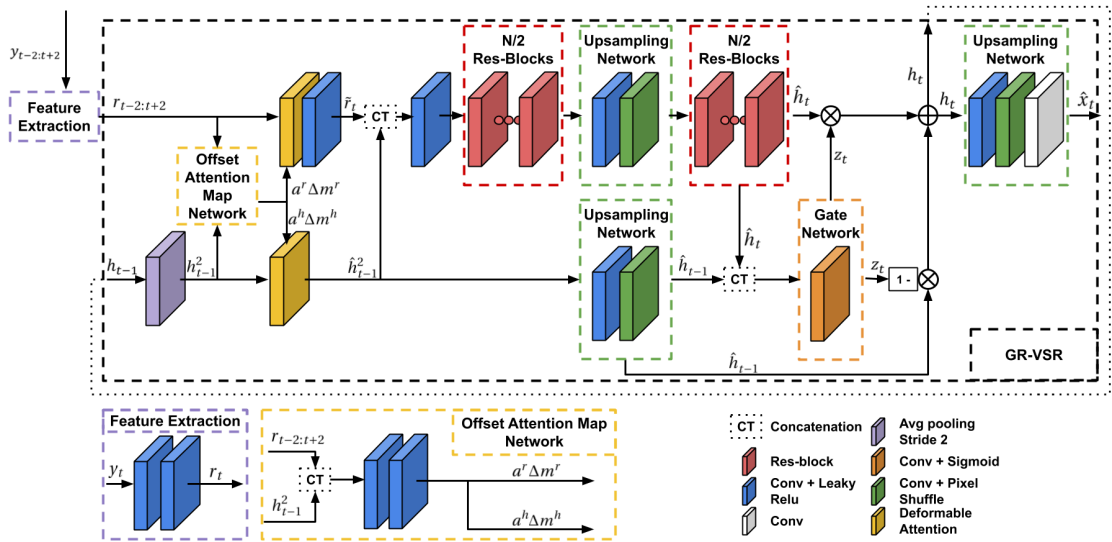 y_{t-2:t+2}
Feature
Extraction
r_{t-2:t+2}
Offset
Attention
Map
Network
a^r Δm^r
a^h Δm^h
h_{t-1}
h^2_{t-1}
r̃_t
CT
ĥ^2_{t-1}
N/2
Res-Blocks
Upsampling
Network
N/2
Res-Blocks
ĥ_t
z_t
Upsampling
Network
ĥ_{t-1}
ĥ_t
CT
Gate
Network
z_t
1 -
ĥ_{t-1}
h_t
h_t
Upsampling
Network
x̂_t
GR-VSR
Feature Extraction
y_t
r_t
Offset Attention Map
Network
r_{t-2:t+2}
CT
h^2_{t-1}
a^r Δm^r
a^h Δm^h
CT
Concatenation
Res-block
Conv + Leaky
Relu
Conv
Avg pooling
Stride 2
Conv + Sigmoid
Conv + Pixel
Shuffle
Deformable
Attention